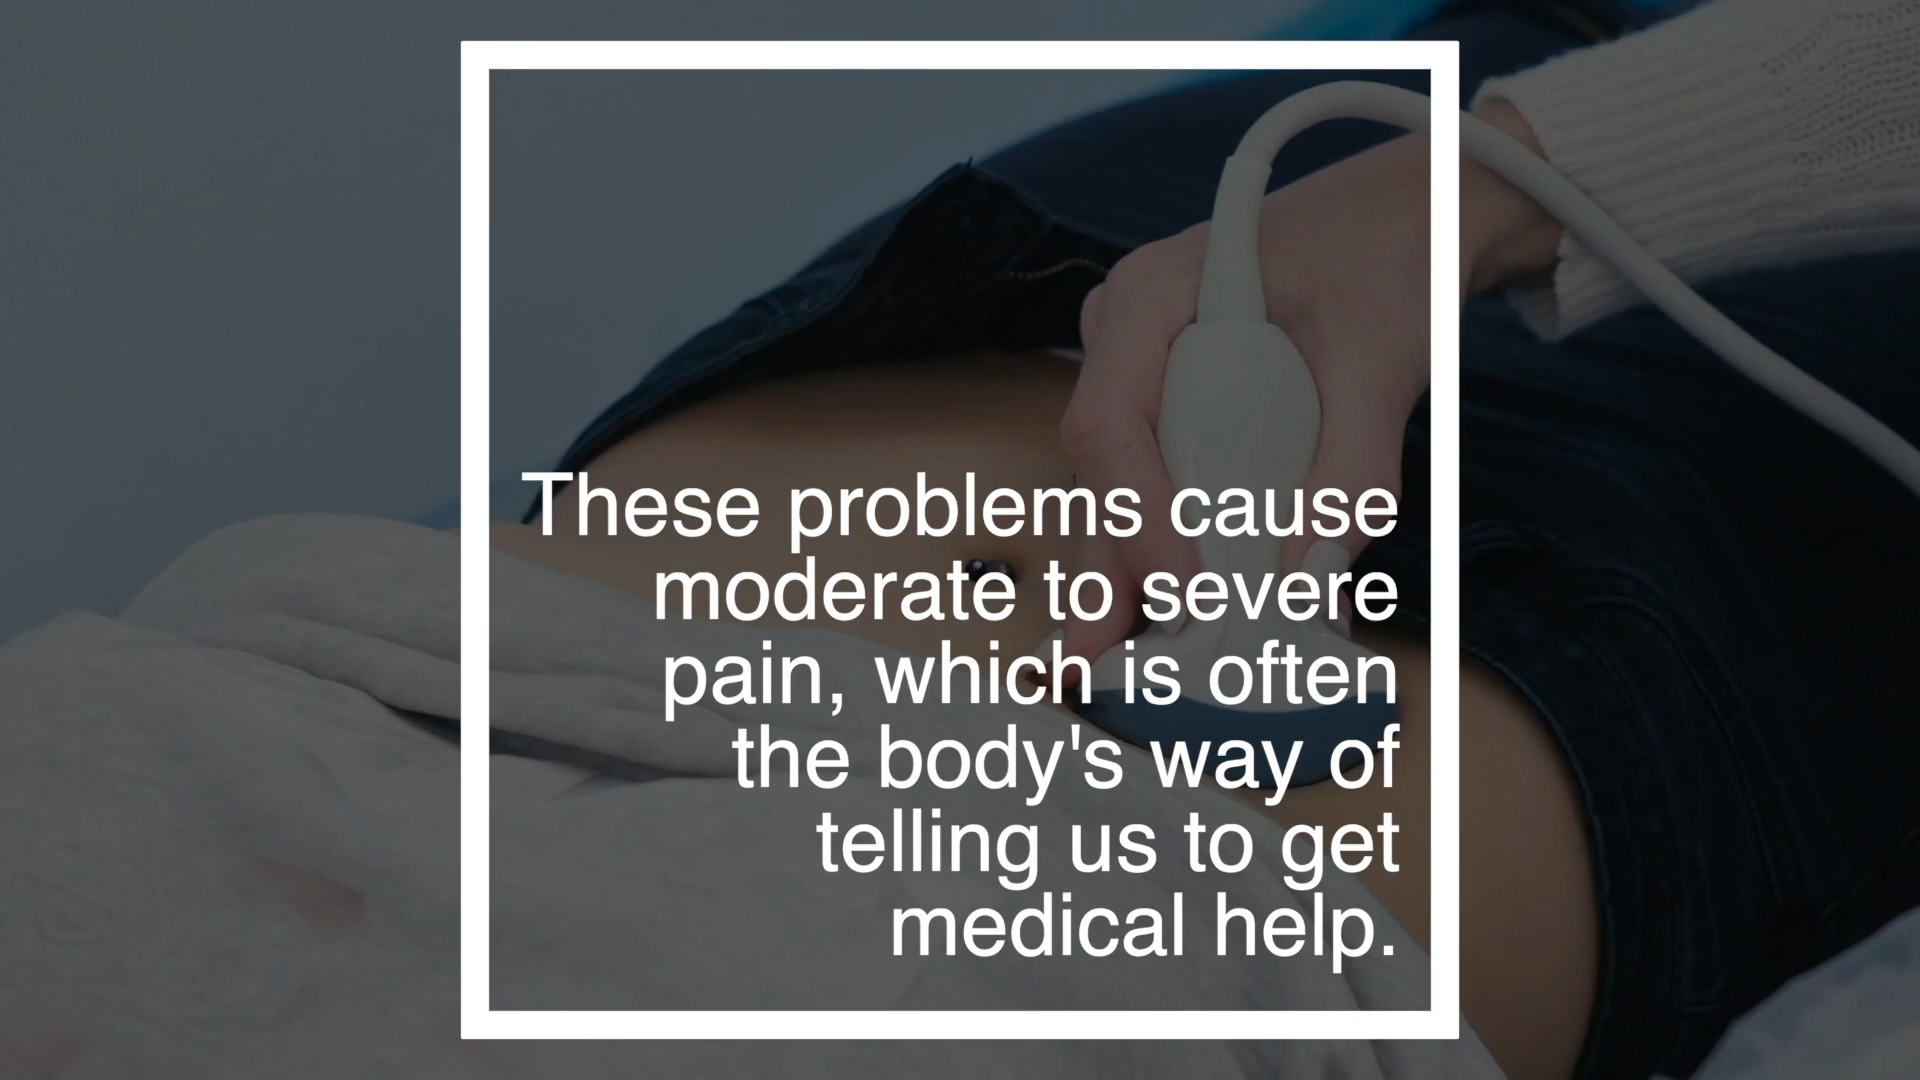 These problems cause
moderate to severe
pain, which is often
the body's way of
telling us to get
medical help.